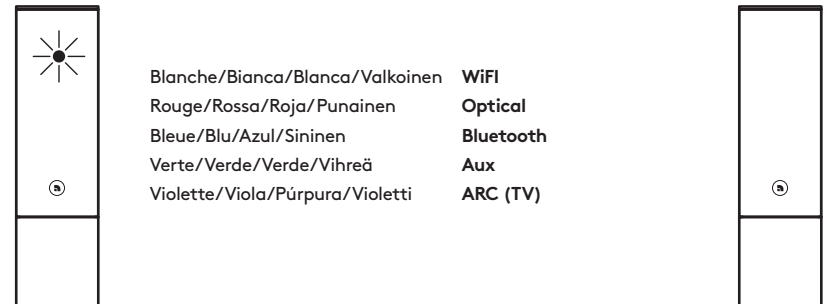 Blanche/Bianca/Blanca/Valkoinen WiFI
Rouge/Rossa/Roja/Punainen Optical
Bleue/Blu/Azul/Sininen Bluetooth
Verte/Verde/Verde/Vihreä Aux
Violette/Viola/Púrpura/Violetti ARC (TV)